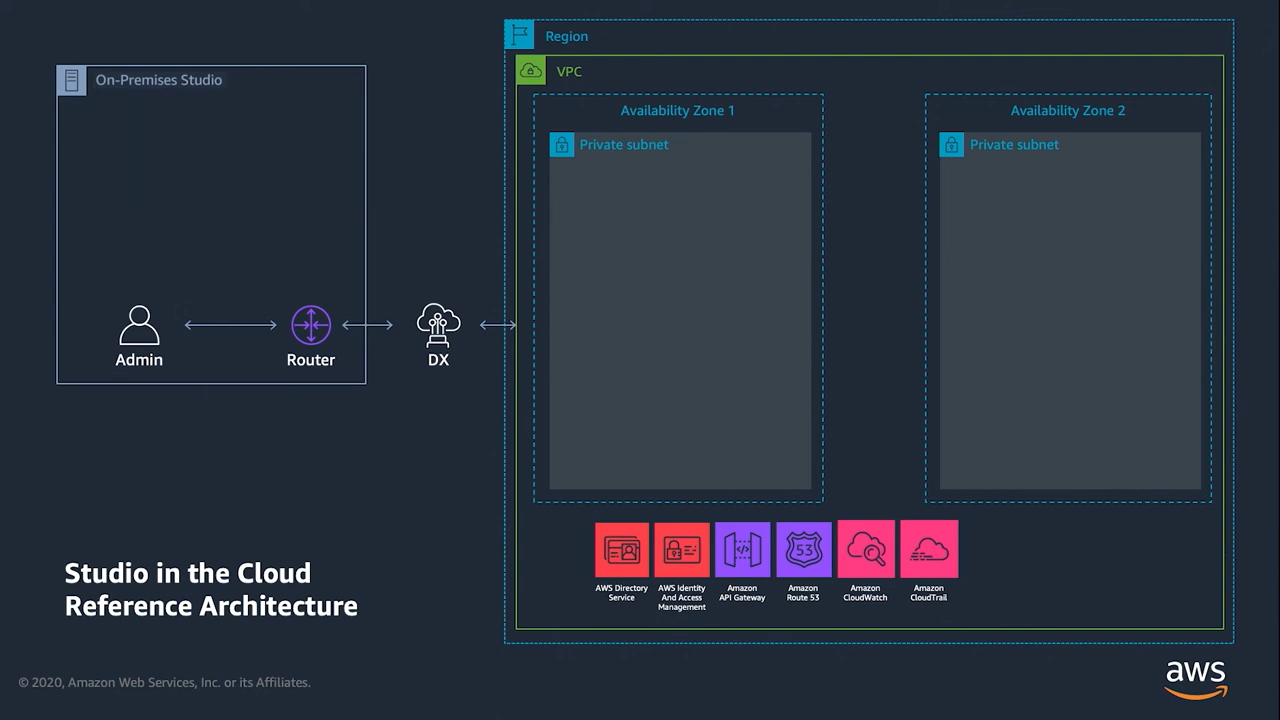 Region
On-Premises Studio
VPC
Availability Zone 1
Availability Zone 2
Private subnet
Private subnet
Admin
Router
DX
53
AWS Directory
Service
AWS Identity
And Access
Management
Amazon
API Gateway
Amazon
Route 53
Amazon
CloudWatch
Amazon
CloudTrail
Studio in the Cloud
Reference Architecture
© 2020, Amazon Web Services, Inc. or its Affiliates.
aws